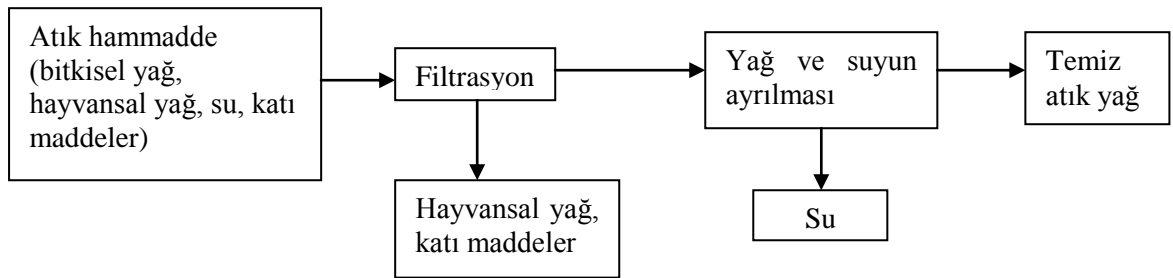 Atık hammadde
(bitkisel yağ,
hayvansal yağ, su, katı
maddeler)
Filtrasyon
Hayvansal yağ,
katı maddeler
Yağ ve suyun
ayrılması
Su
Temiz
atık yağ